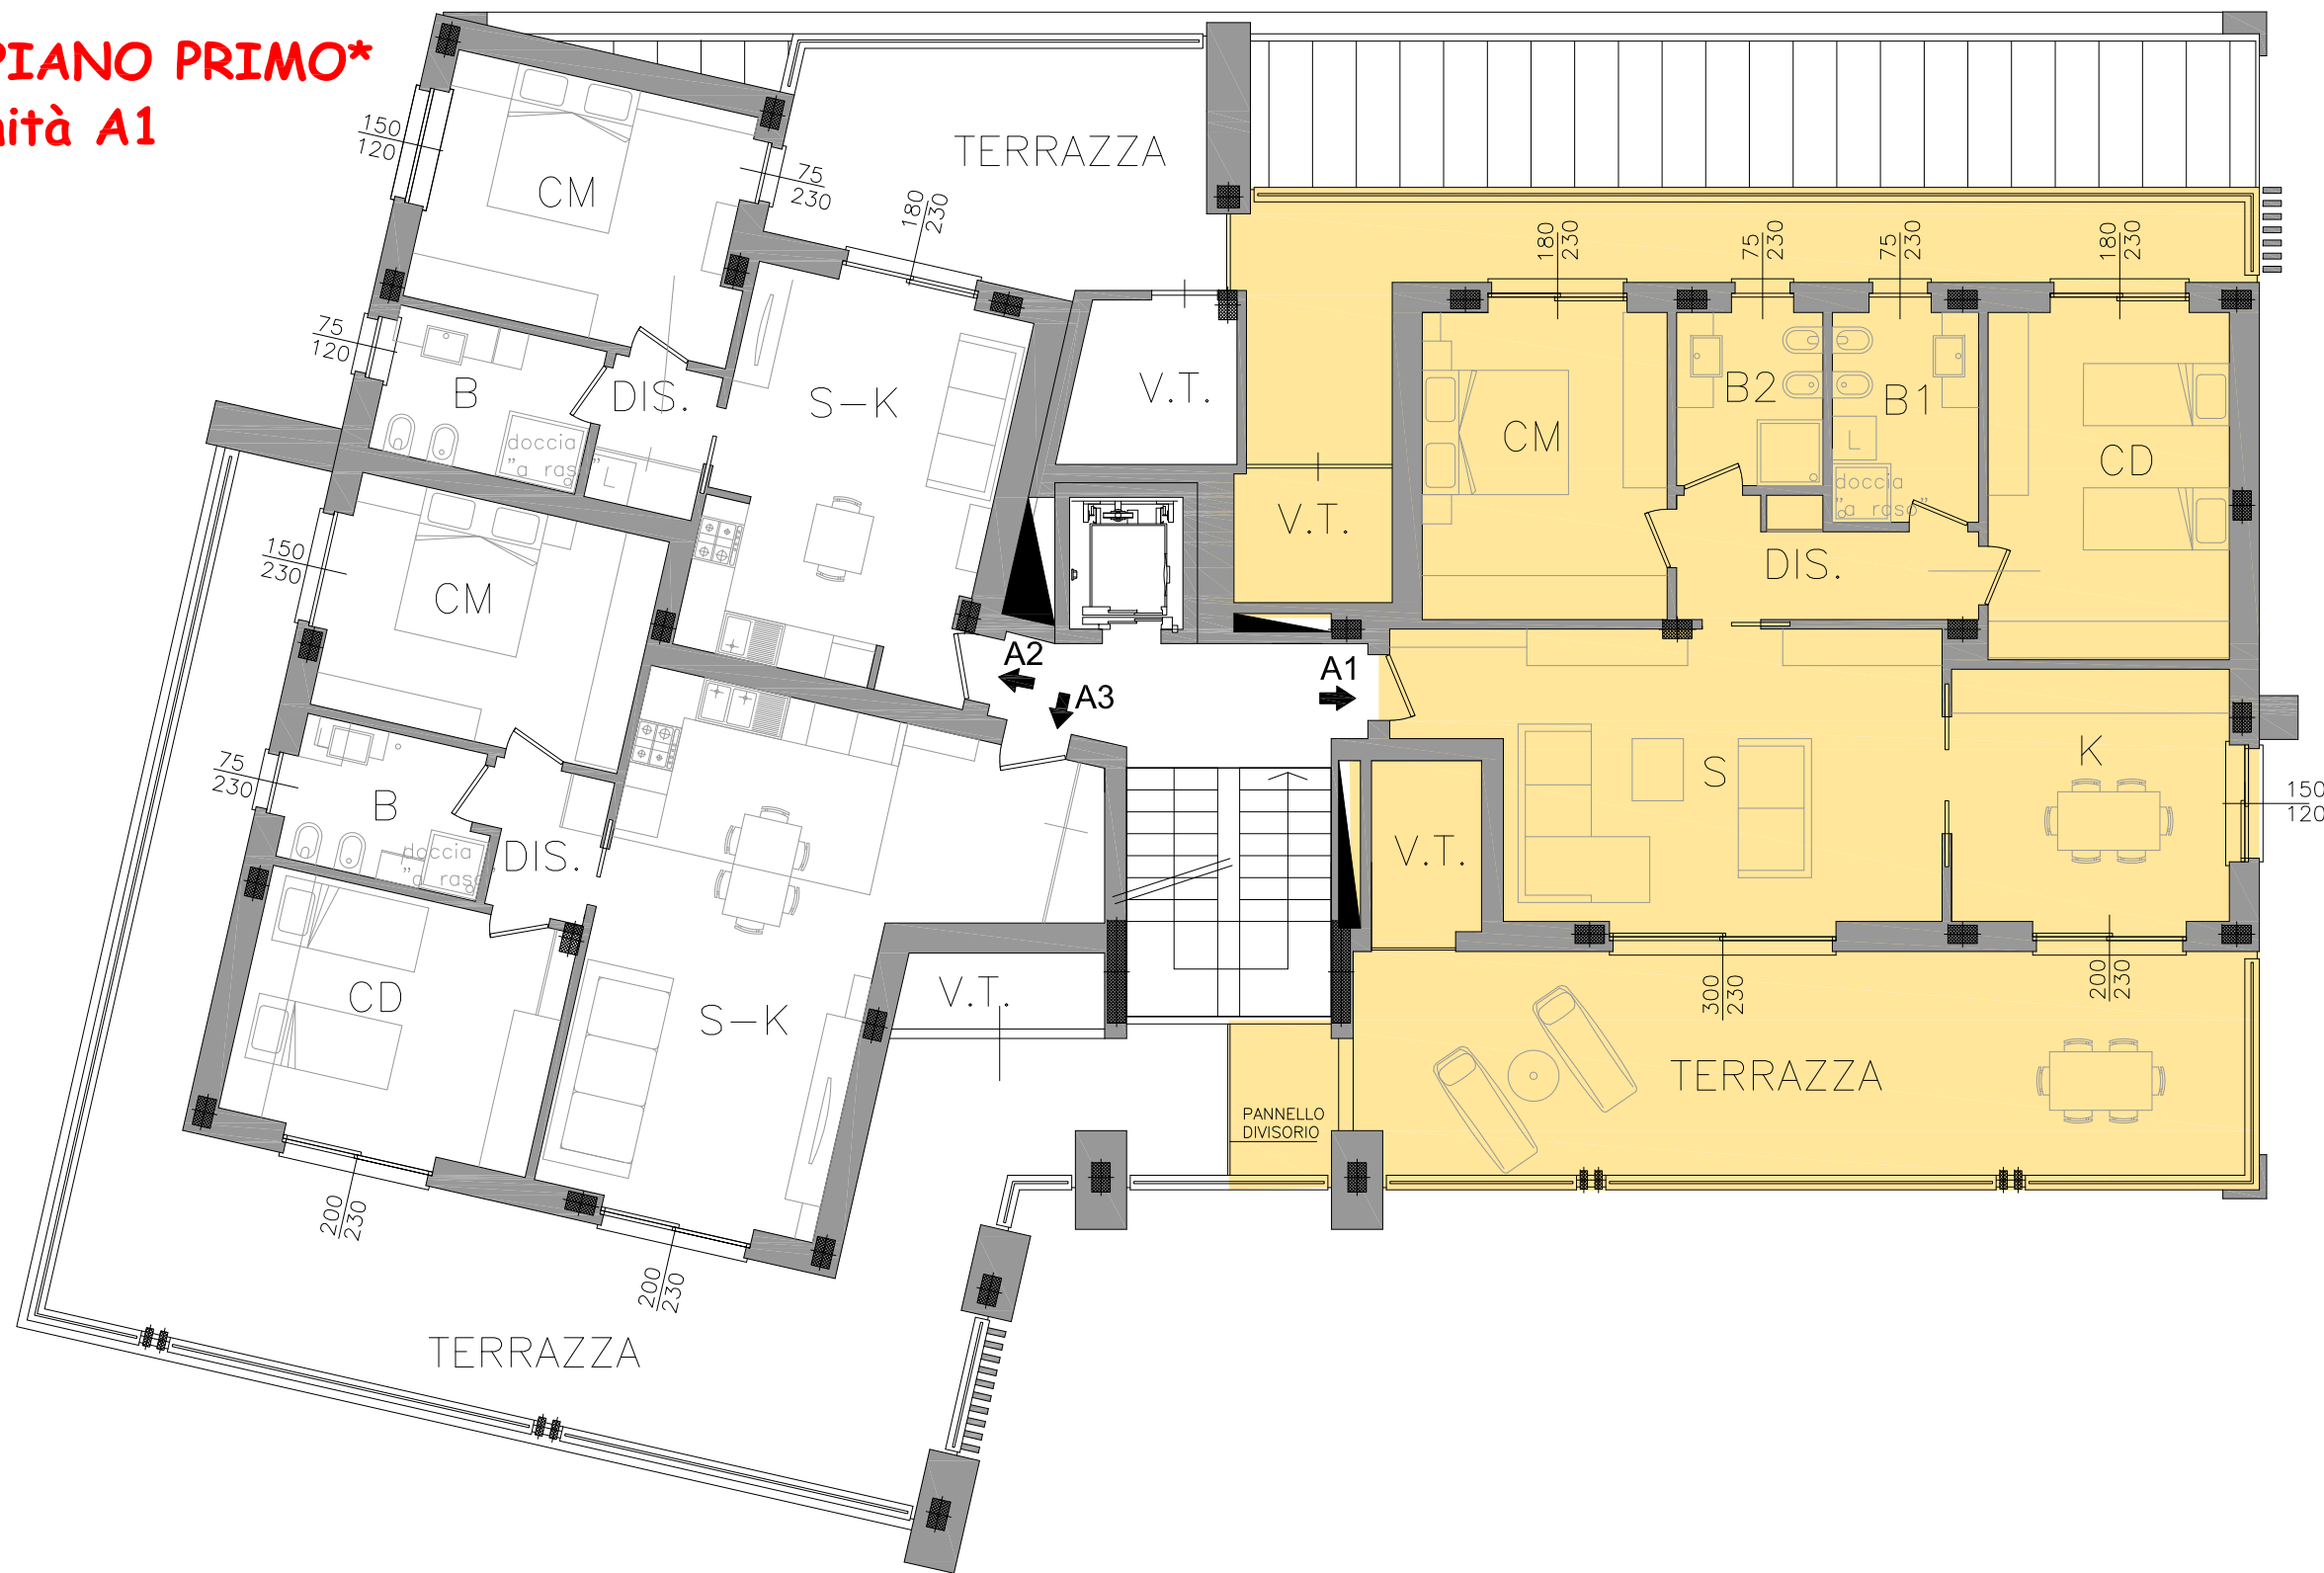 PIANO PRIMO*
ità A1
150
120
CM
75
230
TERRAZZA
180
230
180
230
75
230
75
230
180
230
75
120
B
DIS.
S-K
V.T.
doccia
"a raso"
L
CM
B2
B1
CD
L
doccia
"a raso"
V.T.
DIS.
150
230
CM
A2
A3
A1
75
230
B
doccia
"a raso"
DIS.
S
K
150
120
V.T.
CD
S-K
V.T.
300
230
200
230
TERRAZZA
PANNELLO
DIVISORIO
200
230
200
230
TERRAZZA